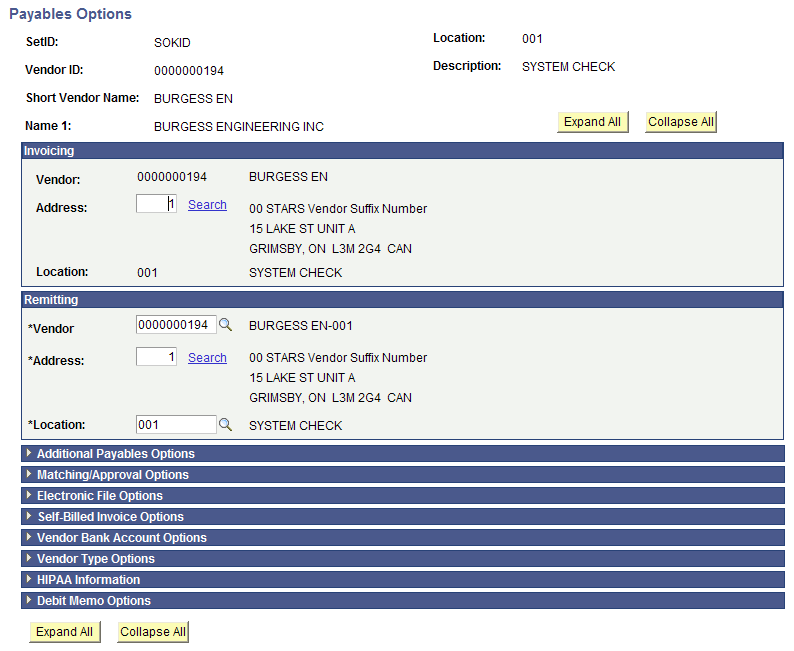 Payables Options
SetID: SOKID Location: 001
Vendor ID: 0000000194 Description: SYSTEM CHECK
Short Vendor Name: BURGESS EN
Name 1: BURGESS ENGINEERING INC Expand All Collapse All
Invoicing
Vendor: 0000000194 BURGESS EN
Address: 1 Search 00 STARS Vendor Suffix Number
15 LAKE ST UNIT A
GRIMSBY, ON L3M 2G4 CAN
Location: 001 SYSTEM CHECK
Remitting
*Vendor 0000000194 BURGESS EN-001
*Address: 1 Search 00 STARS Vendor Suffix Number
15 LAKE ST UNIT A
GRIMSBY, ON L3M 2G4 CAN
*Location: 001 SYSTEM CHECK
Additional Payables Options
Matching/Approval Options
Electronic File Options
Self-Billed Invoice Options
Vendor Bank Account Options
Vendor Type Options
HIPAA Information
Debit Memo Options
Expand All Collapse All